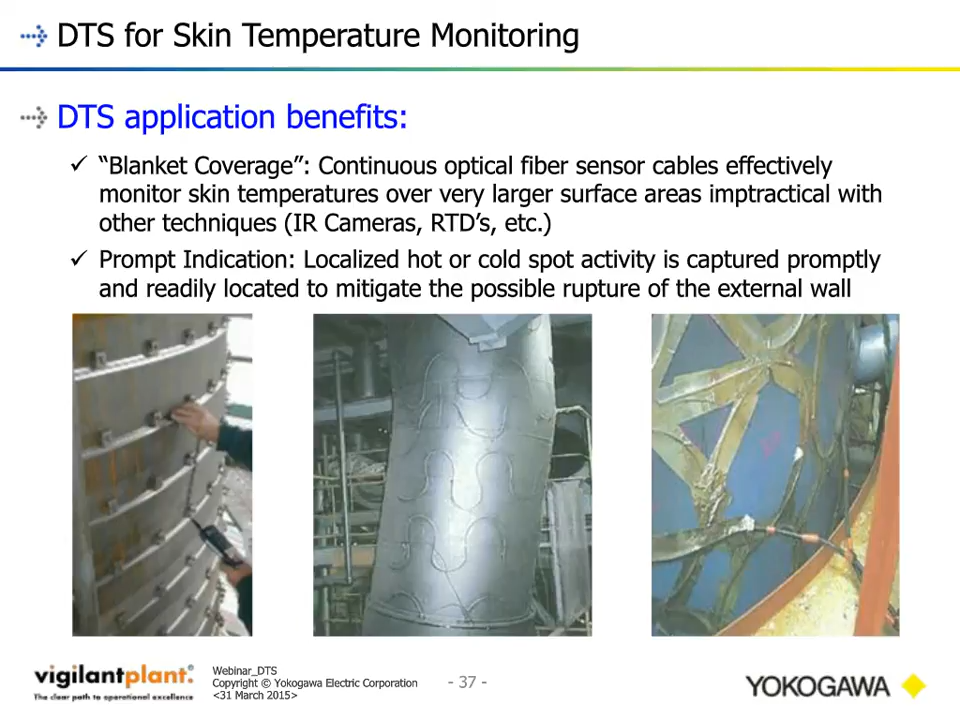 DTS for Skin Temperature Monitoring
DTS application benefits:
“Blanket Coverage”: Continuous optical fiber sensor cables effectively
monitor skin temperatures over very larger surface areas imptractical with
other techniques (IR Cameras, RTD’s, etc.)
Prompt Indication: Localized hot or cold spot activity is captured promptly
and readily located to mitigate the possible rupture of the external wall
vigilantplant.®
The clear path to operational excellence
Webinar_DTS
Copyright © Yokogawa Electric Corporation
<31 March 2015>
- 37 -
YOKOGAWA